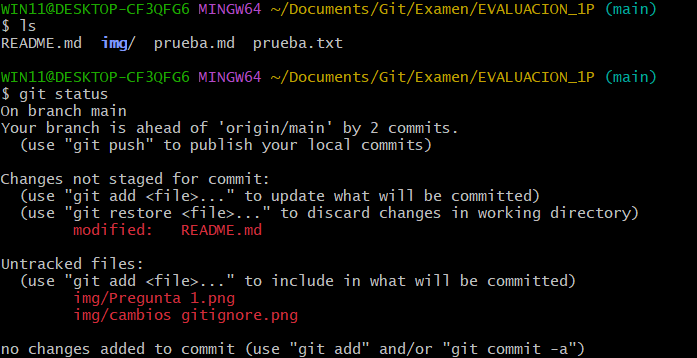 WIN11@DESKTOP-CF3QFG6 MINGW64 ~/Documents/Git/Examen/EVALUACION_1P (main)
$ ls
README.md  img/  prueba.md  prueba.txt

WIN11@DESKTOP-CF3QFG6 MINGW64 ~/Documents/Git/Examen/EVALUACION_1P (main)
$ git status
On branch main
Your branch is ahead of 'origin/main' by 2 commits.
  (use "git push" to publish your local commits)

Changes not staged for commit:
  (use "git add <file>..." to update what will be committed)
  (use "git restore <file>..." to discard changes in working directory)
        modified:   README.md

Untracked files:
  (use "git add <file>..." to include in what will be committed)
        img/Pregunta 1.png
        img/cambios gitignore.png

no changes added to commit (use "git add" and/or "git commit -a")